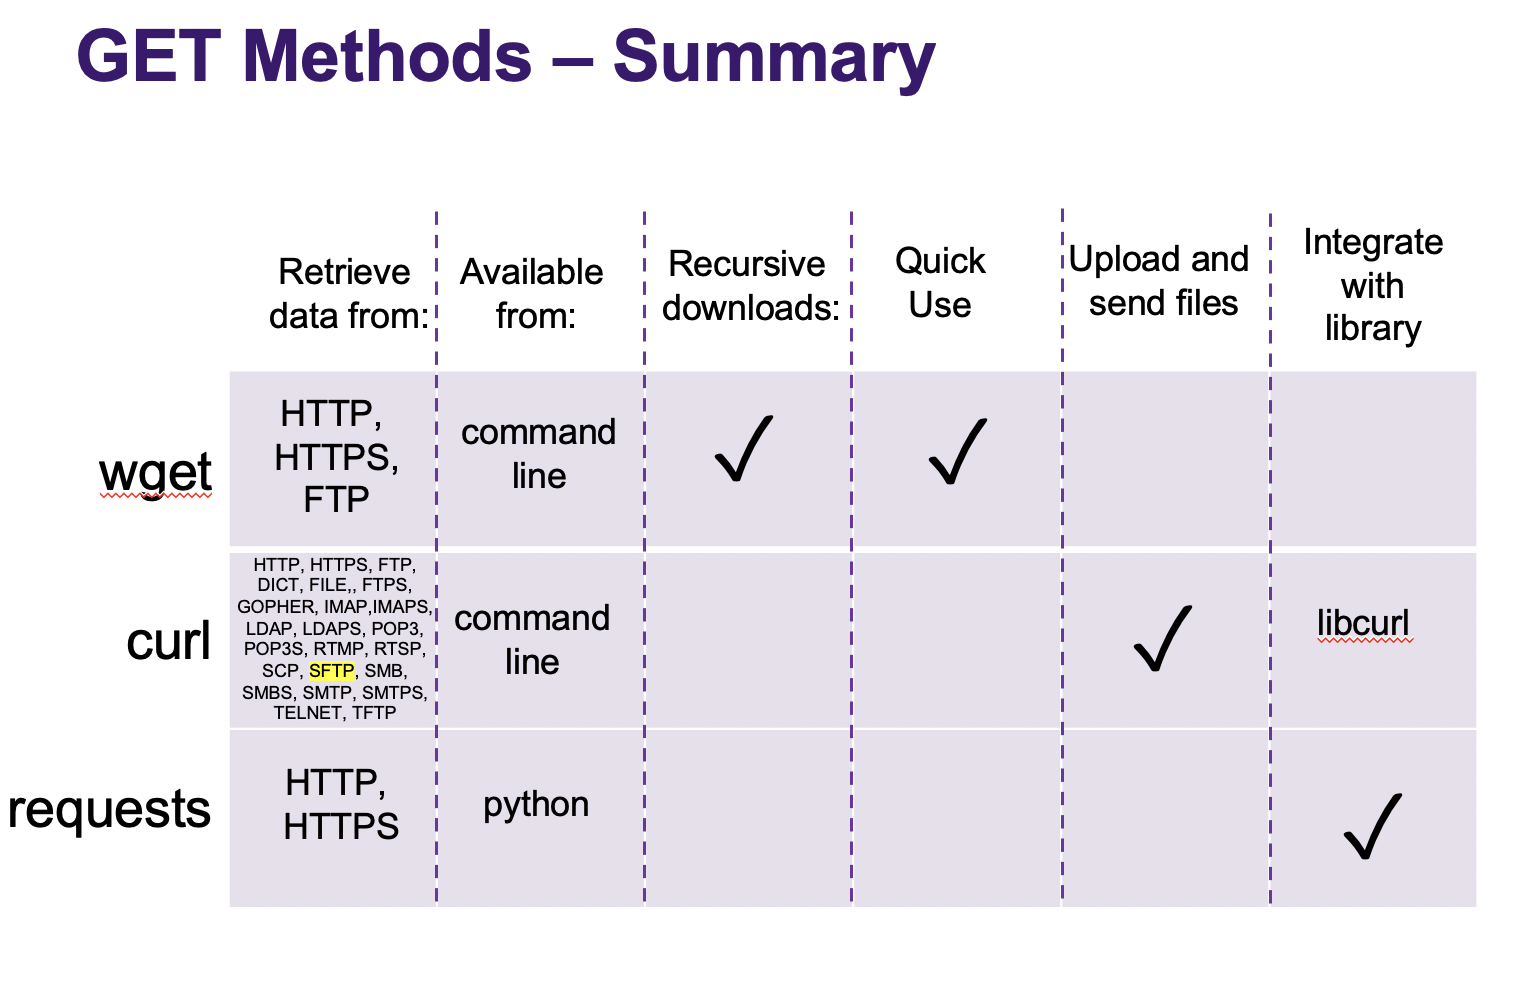 GET Methods – Summary
Retrieve
data from:
Available
from:
Recursive
downloads:
Quick
Use
Upload and
send files
Integrate
with
library
wget
HTTP,
HTTPS,
FTP
command
line
✓
✓
curl
HTTP, HTTPS, FTP,
DICT, FILE,, FTPS,
GOPHER, IMAP,IMAPS,
LDAP, LDAPS, POP3,
POP3S, RTMP, RTSP,
SCP, SFTP, SMB,
SMBS, SMTP, SMTPS,
TELNET, TFTP
command
line
✓
libcurl
requests
HTTP,
HTTPS
python
✓